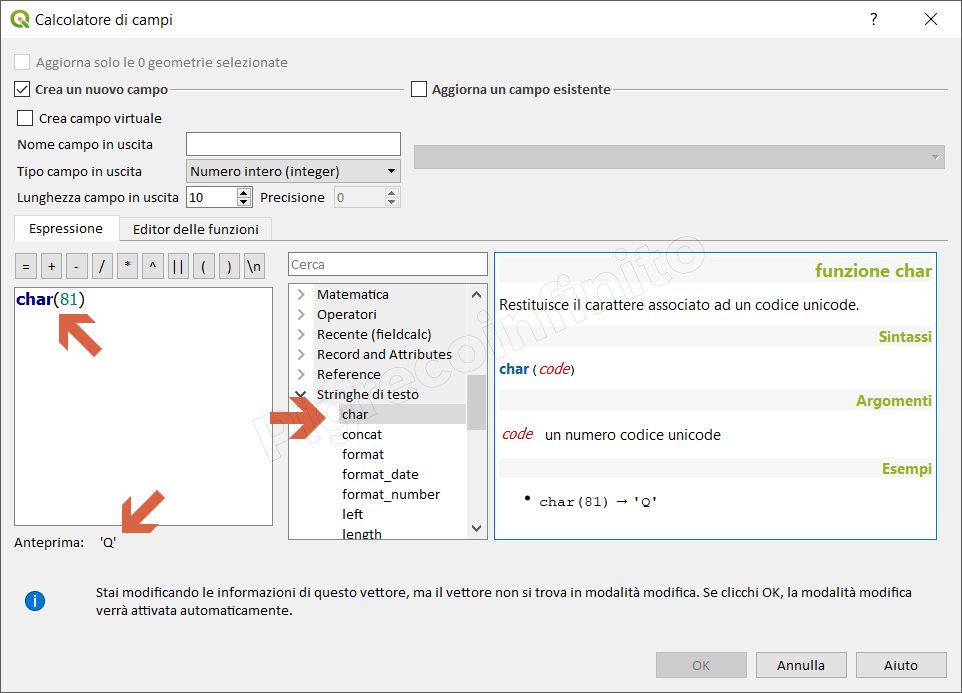 Calcolatore di campi
?
Aggiorna solo le 0 geometrie selezionate
Crea un nuovo campo
Aggiorna un campo esistente
Crea campo virtuale
Nome campo in uscita
Tipo campo in uscita
Numero intero (integer)
Lunghezza campo in uscita
10
Precisione
0
Espressione
Editor delle funzioni
= + - / * ^ || ( ) \n
char(81)
Anteprima: 'Q'
Cerca
Matematica
Operatori
Recente (fieldcalc)
Record and Attributes
Reference
Stringhe di testo
char
concat
format
format_date
format_number
left
length
funzione char
Restituisce il carattere associato ad un codice unicode.
Sintassi
char (code)
Argomenti
code un numero codice unicode
Esempi
• char(81) → 'Q'
Pigrecoinfinito
Stai modificando le informazioni di questo vettore, ma il vettore non si trova in modalità modifica. Se clicchi OK, la modalità modifica
verrà attivata automaticamente.
OK
Annulla
Aiuto